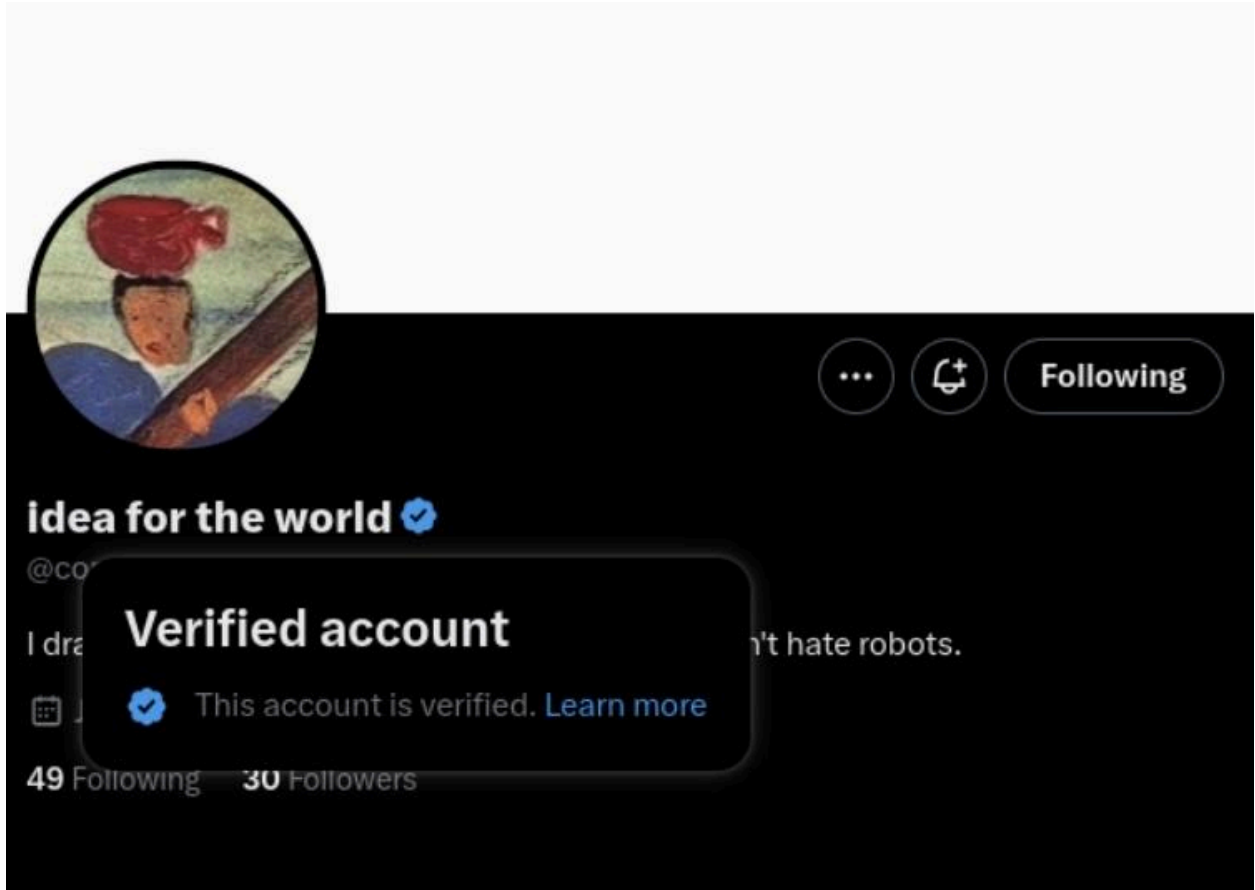 Following
idea for the world
@co
Verified account
I dra n't hate robots.
This account is verified. Learn more
49 Following 30 Followers